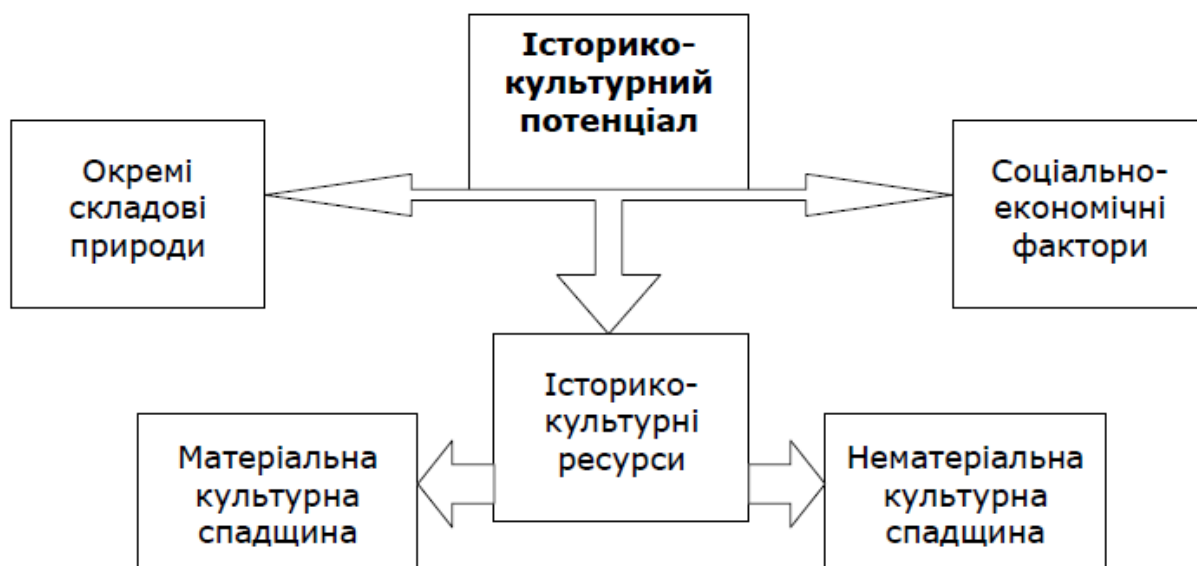 Історико-
культурний
потенціал
Окремі
складові
природи
Соціально-
економічні
фактори
Історико-
культурні
ресурси
Матеріальна
культурна
спадщина
Нематеріальна
культурна
спадщина